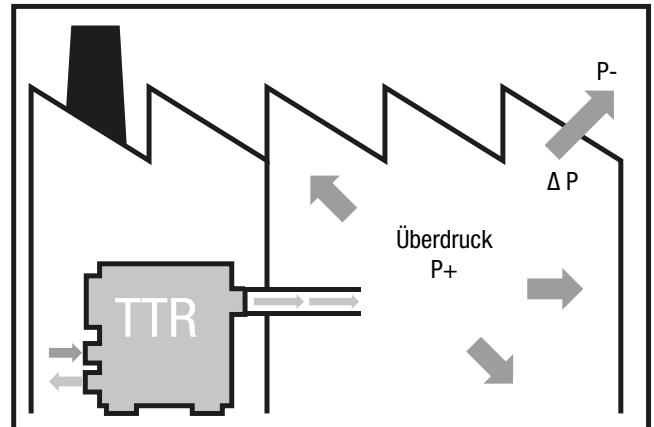 P-
Δ P
Überdruck
P+
TTR